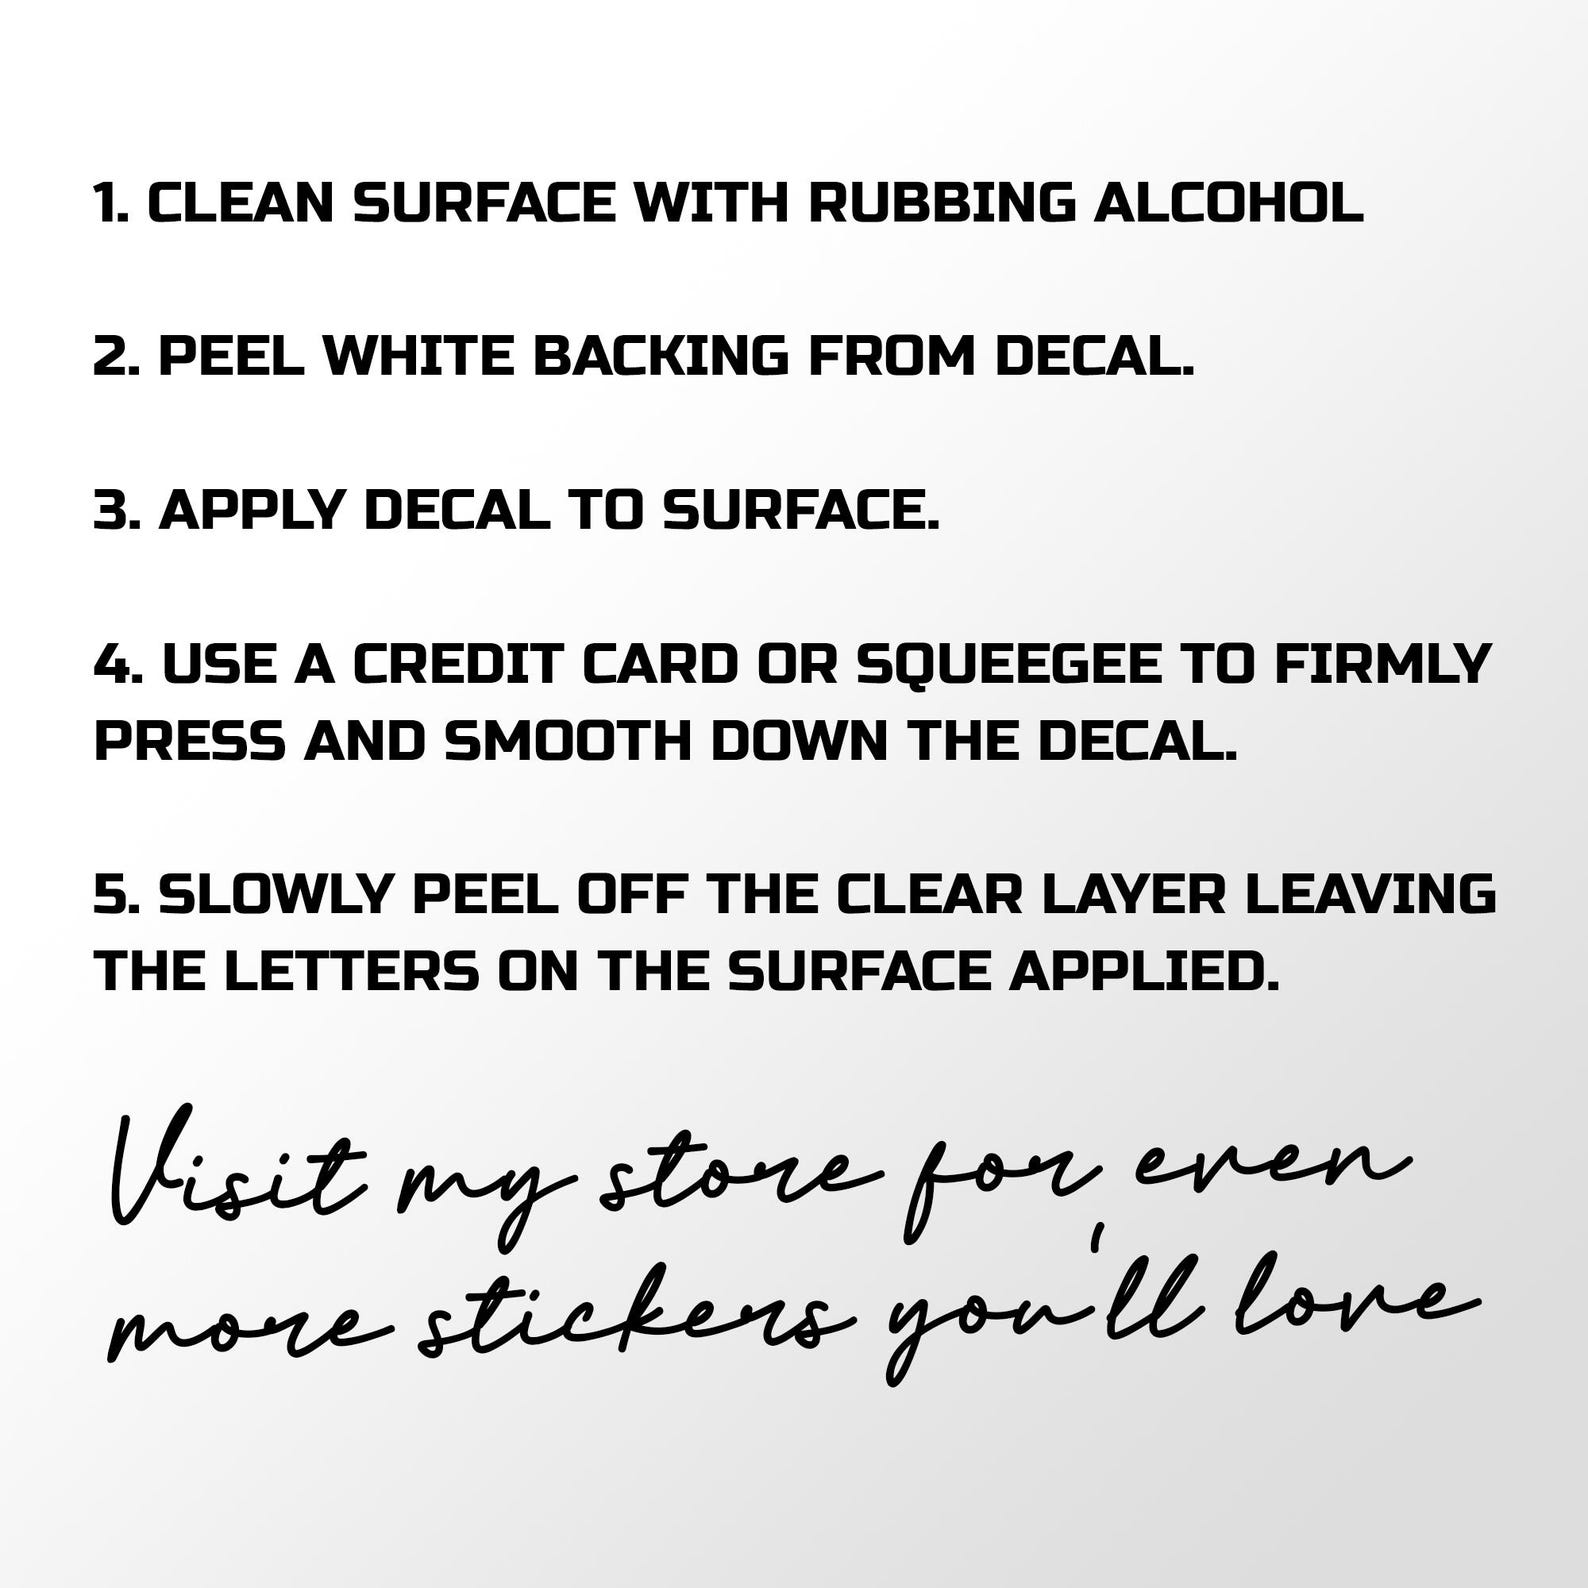 1. CLEAN SURFACE WITH RUBBING ALCOHOL
2. PEEL WHITE BACKING FROM DECAL.
3. APPLY DECAL TO SURFACE.
4. USE A CREDIT CARD OR SQUEEGEE TO FIRMLY
PRESS AND SMOOTH DOWN THE DECAL.
5. SLOWLY PEEL OFF THE CLEAR LAYER LEAVING
THE LETTERS ON THE SURFACE APPLIED.
Visit my store for even
more stickers you'll love